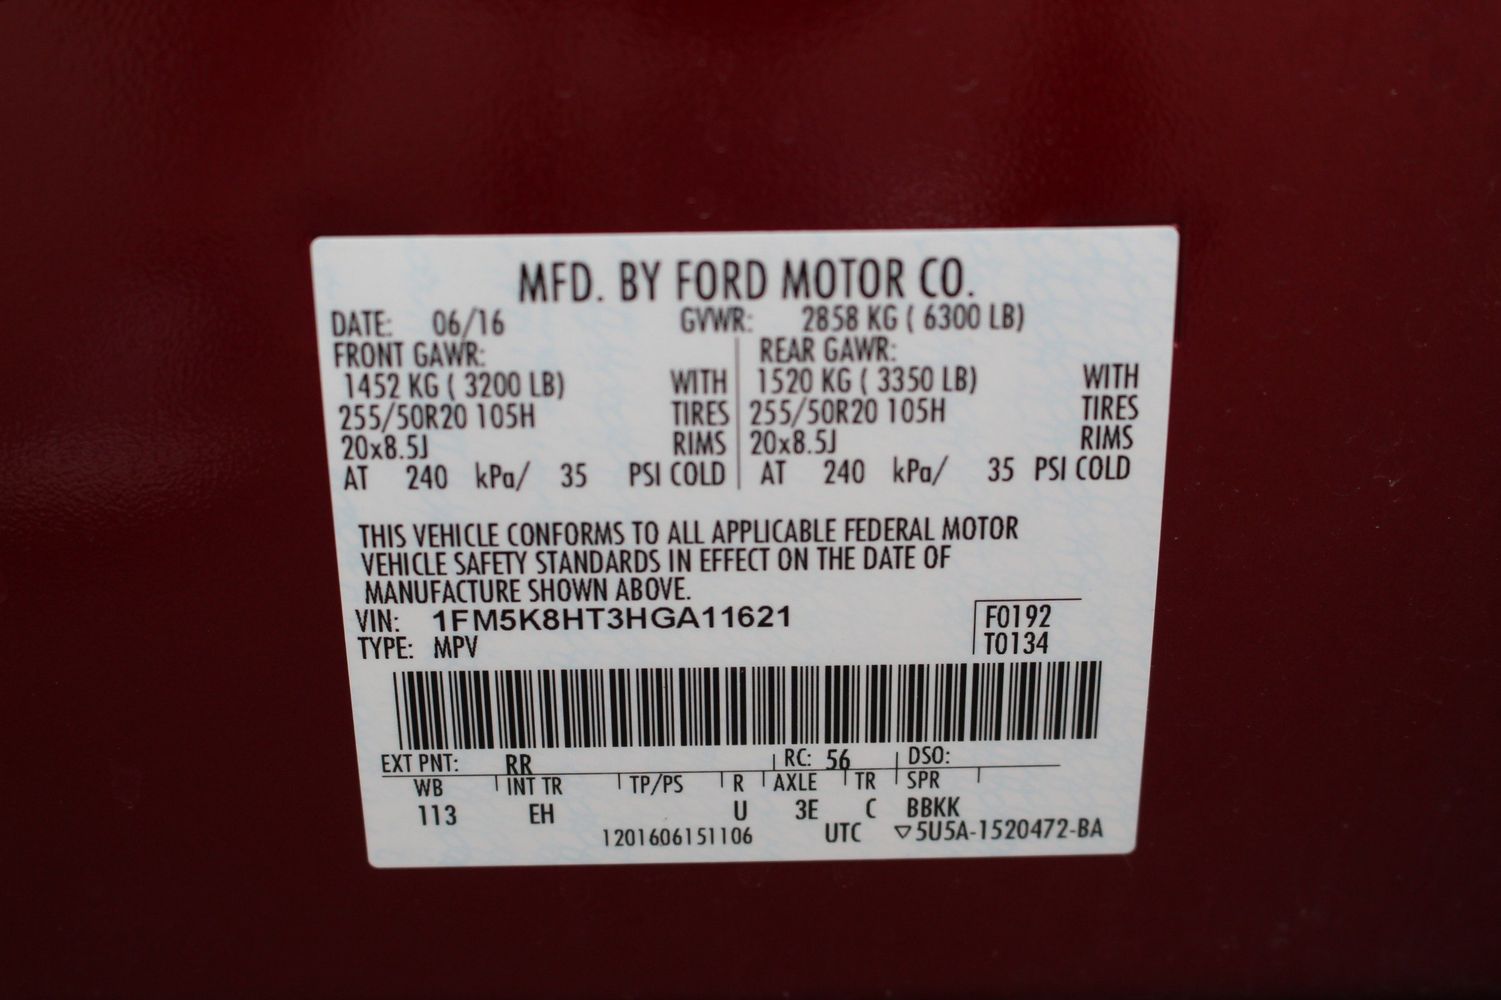 MFD. BY FORD MOTOR CO.
DATE: 06/16 GVWR: 2858 KG ( 6300 LB)
FRONT GAWR: REAR GAWR:
1452 KG ( 3200 LB) WITH 1520 KG ( 3350 LB) WITH
255/50R20 105H TIRES 255/50R20 105H TIRES
20x8.5J RIMS 20x8.5J RIMS
AT 240 kPa/ 35 PSI COLD AT 240 kPa/ 35 PSI COLD
THIS VEHICLE CONFORMS TO ALL APPLICABLE FEDERAL MOTOR
VEHICLE SAFETY STANDARDS IN EFFECT ON THE DATE OF
MANUFACTURE SHOWN ABOVE.
VIN: 1FM5K8HT3HGA11621 F0192
TYPE: MPV T0134
EXT PNT: RR RC: 56 DSO:
WB INT TR TP/PS R AXLE TR SPR
113 EH U 3E C BBKK
1201606151106 UTC ▽5U5A-1520472-BA